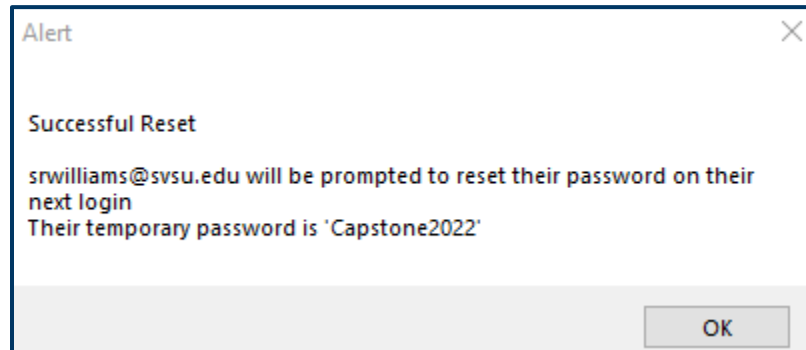 Alert
Successful Reset
srwilliams@svsu.edu will be prompted to reset their password on their
next login
Their temporary password is 'Capstone2022'
OK